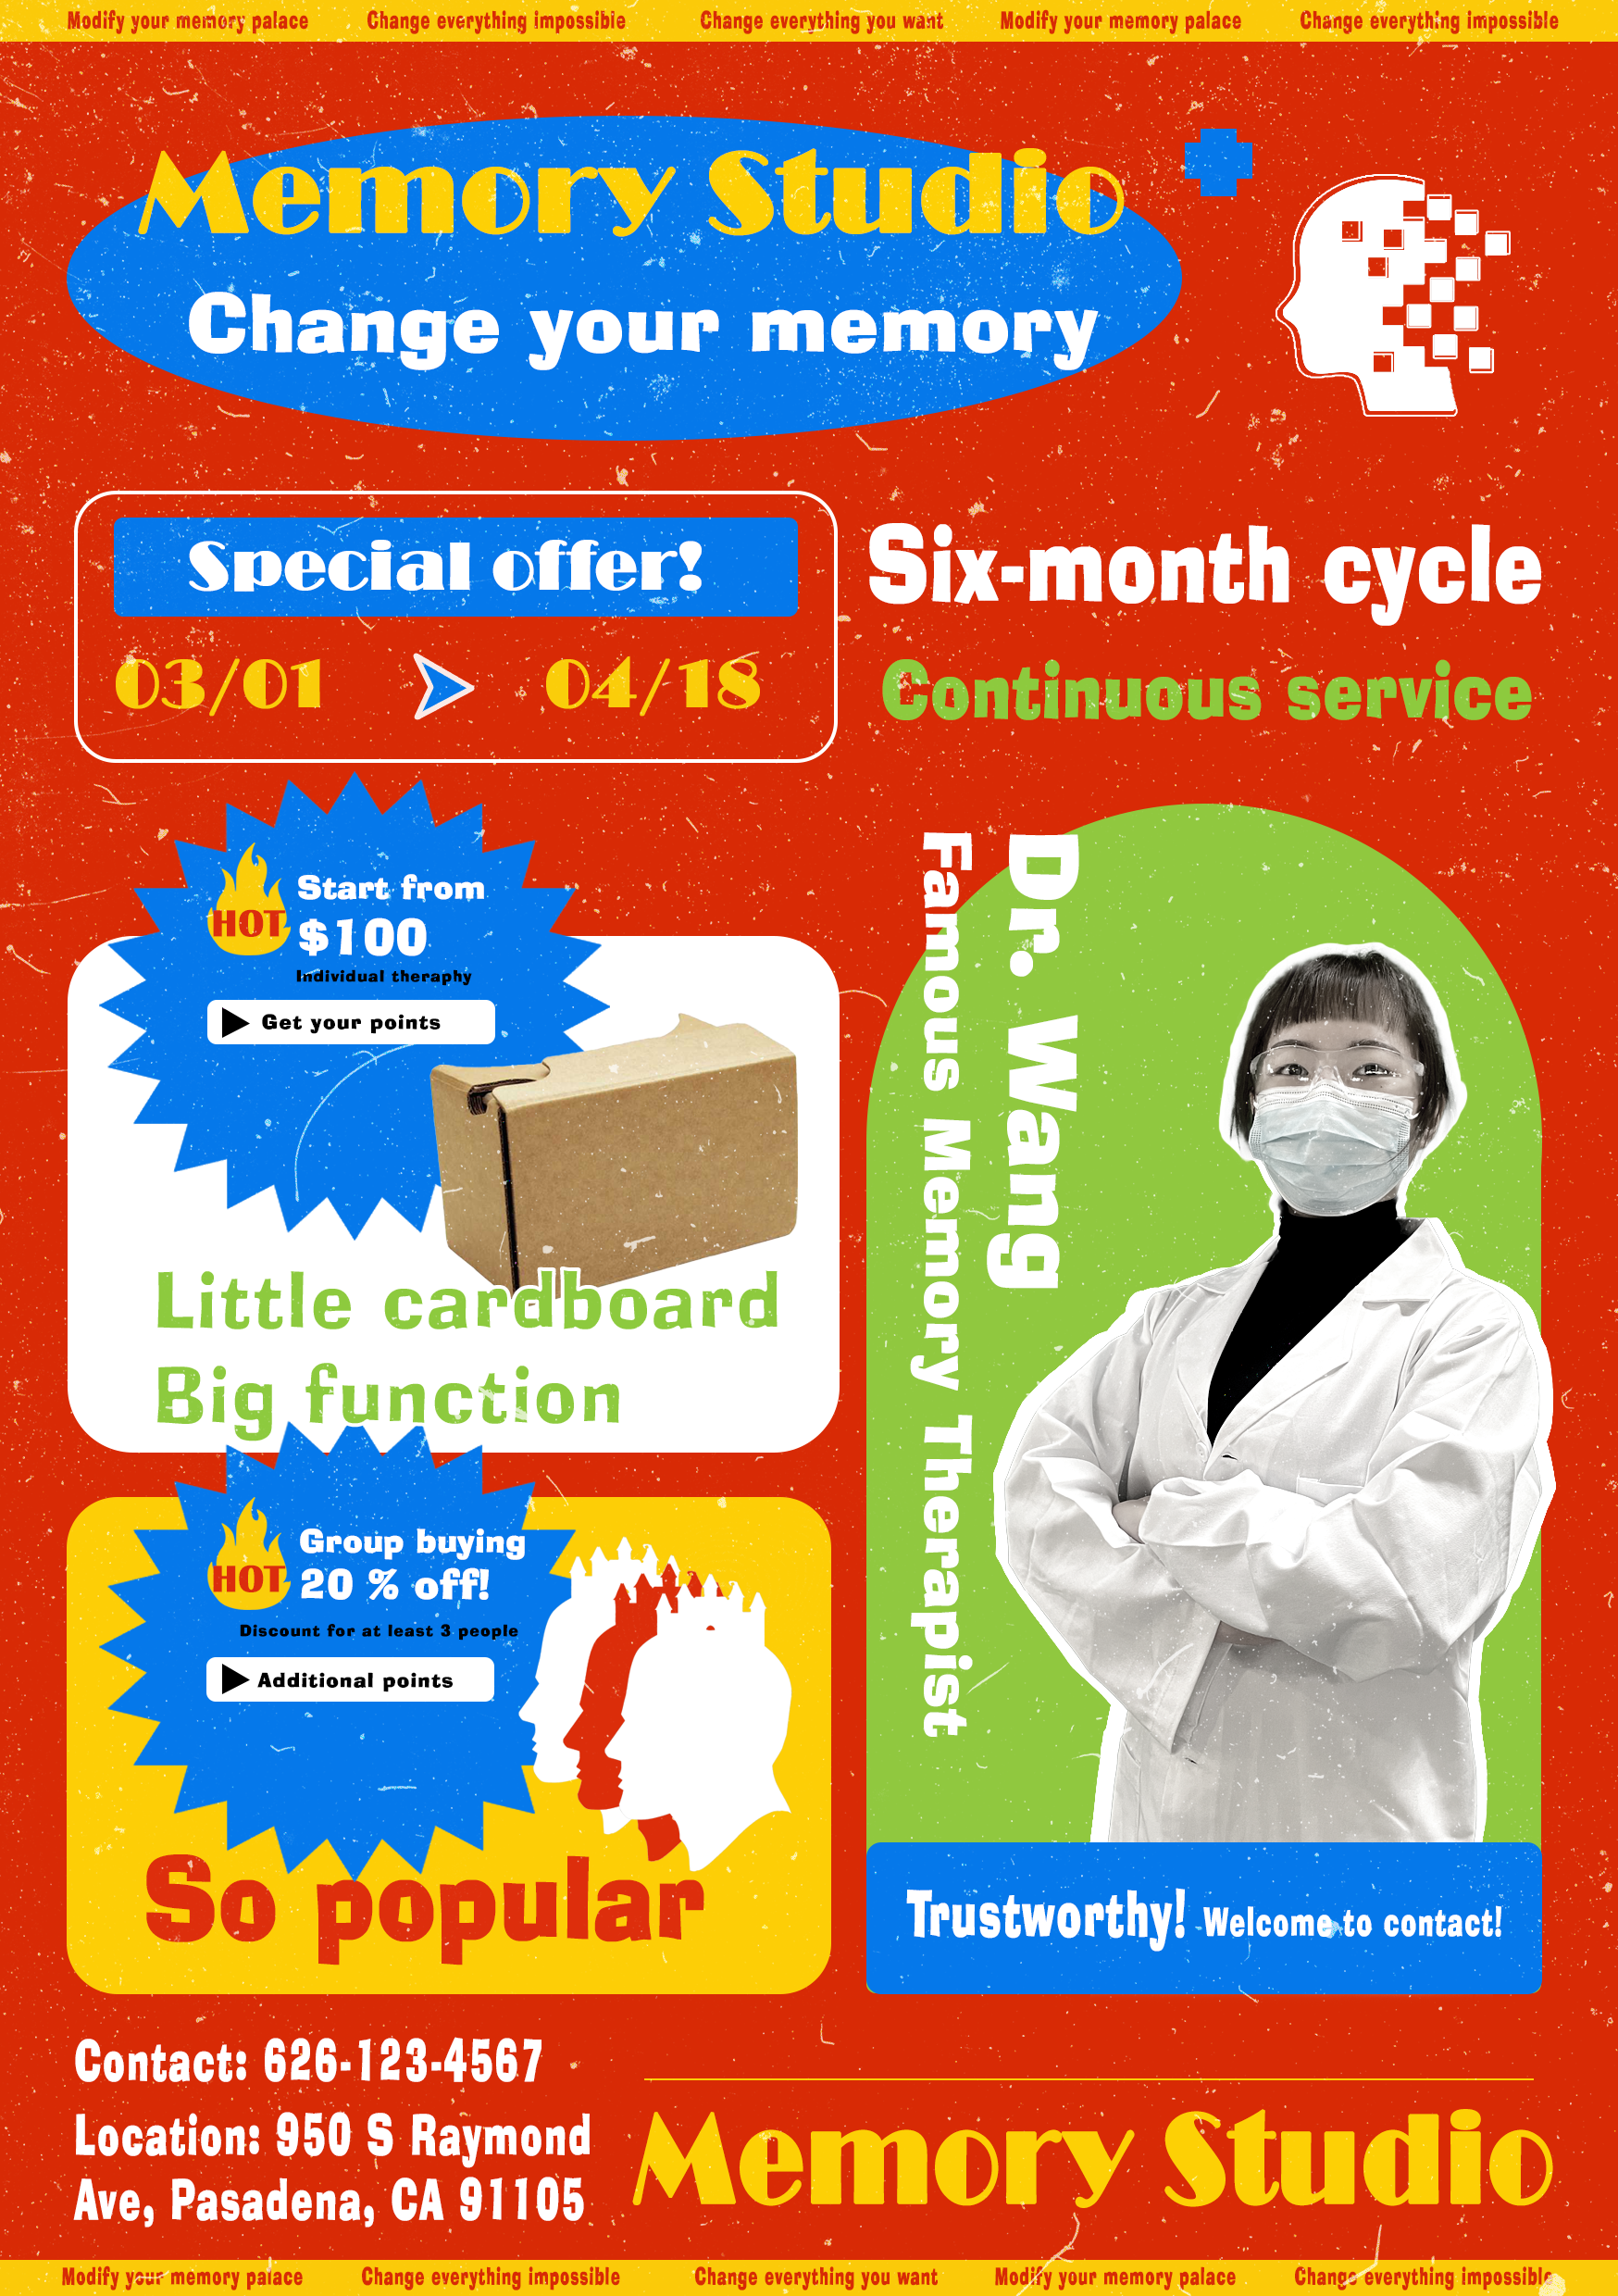 Modify your memory palace Change everything impossible Change everything you want Modify your memory palace Change everything impossible
Memory Studio
Change your memory
Special offer!
03/01 04/18
Six-month cycle
Continuous service
HOT
Start from
$100
Individual theraphy
Get your points
Little cardboard
Big function
Dr. Wang
Famous Memory Therapist
HOT
Group buying
20 % off!
Discount for at least 3 people
Additional points
So popular
Trustworthy! Welcome to contact!
Contact: 626-123-4567
Location: 950 S Raymond
Ave, Pasadena, CA 91105
Memory Studio
Modify your memory palace Change everything impossible Change everything you want Modify your memory palace Change everything impossible